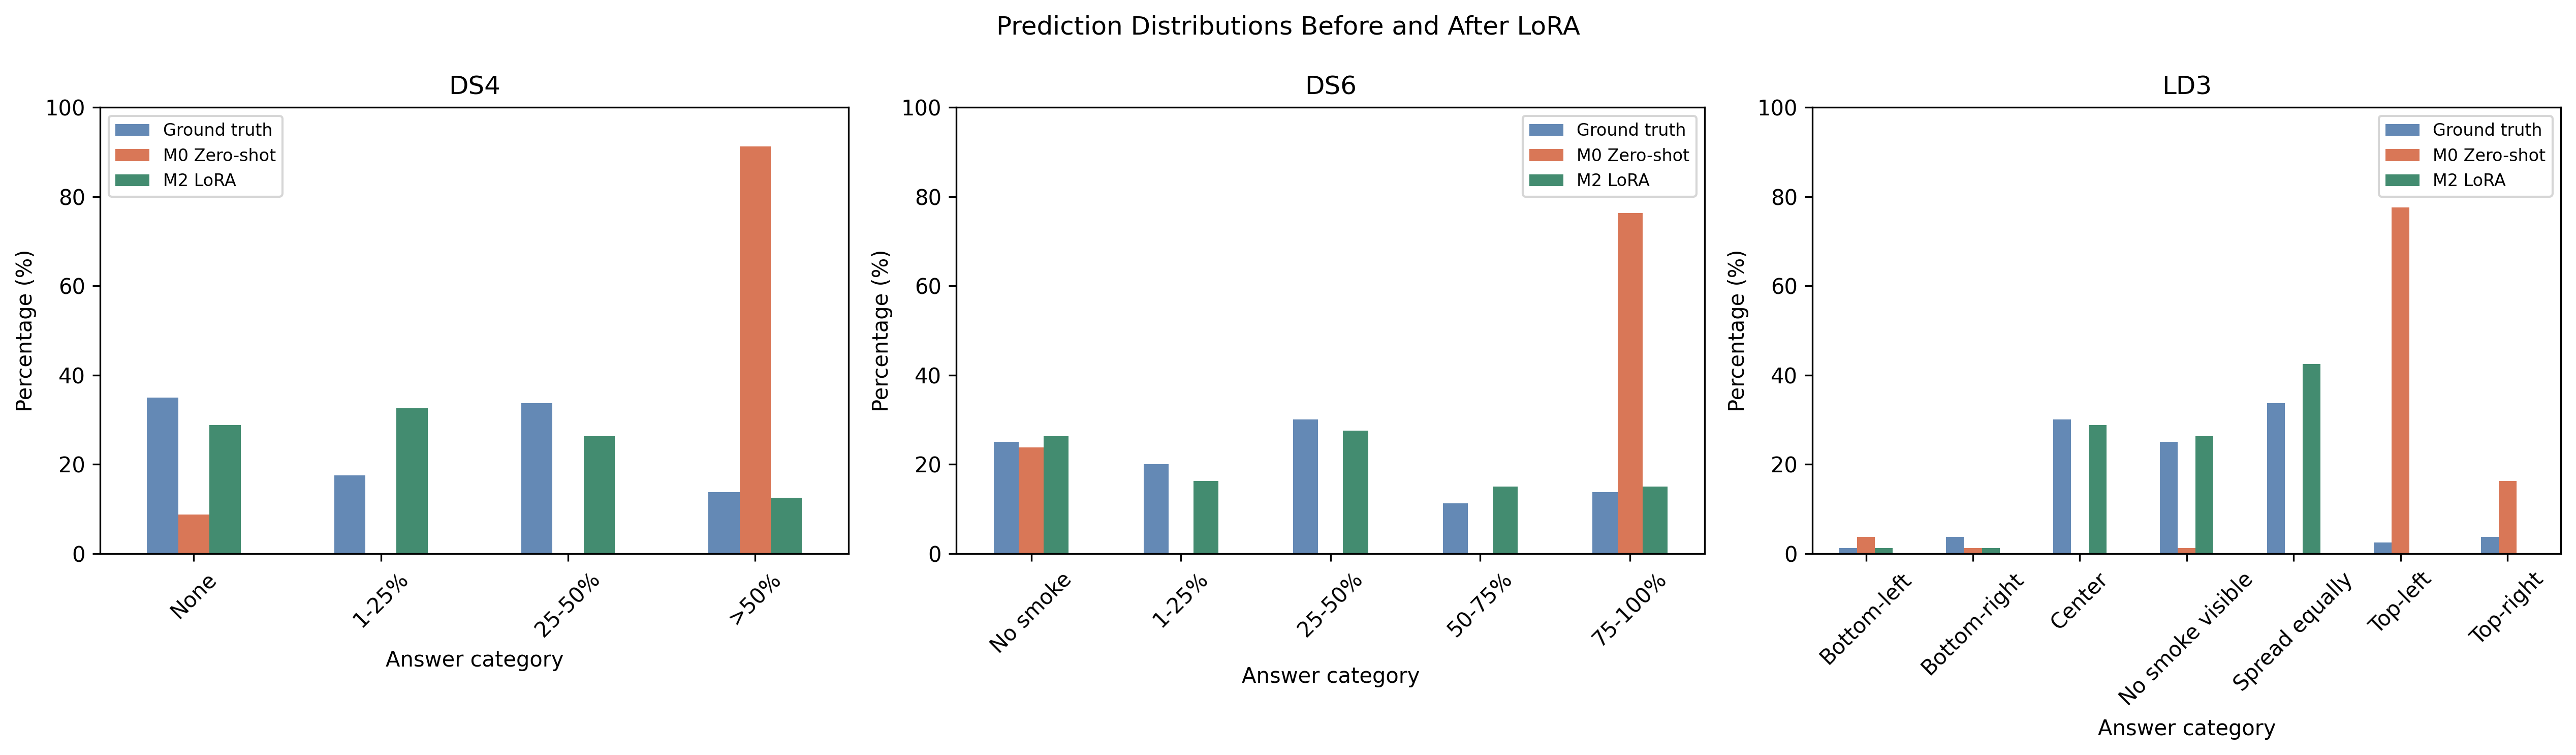 Prediction Distributions Before and After LoRA
DS4
Percentage (%)
100
80
60
40
20
0
Ground truth
M0 Zero-shot
M2 LoRA
None
1-25%
25-50%
>50%
Answer category
DS6
Percentage (%)
100
80
60
40
20
0
Ground truth
M0 Zero-shot
M2 LoRA
No smoke
1-25%
25-50%
50-75%
75-100%
Answer category
LD3
Percentage (%)
100
80
60
40
20
0
Ground truth
M0 Zero-shot
M2 LoRA
Bottom-left
Bottom-right
Center
No smoke visible
Spread equally
Top-left
Top-right
Answer category